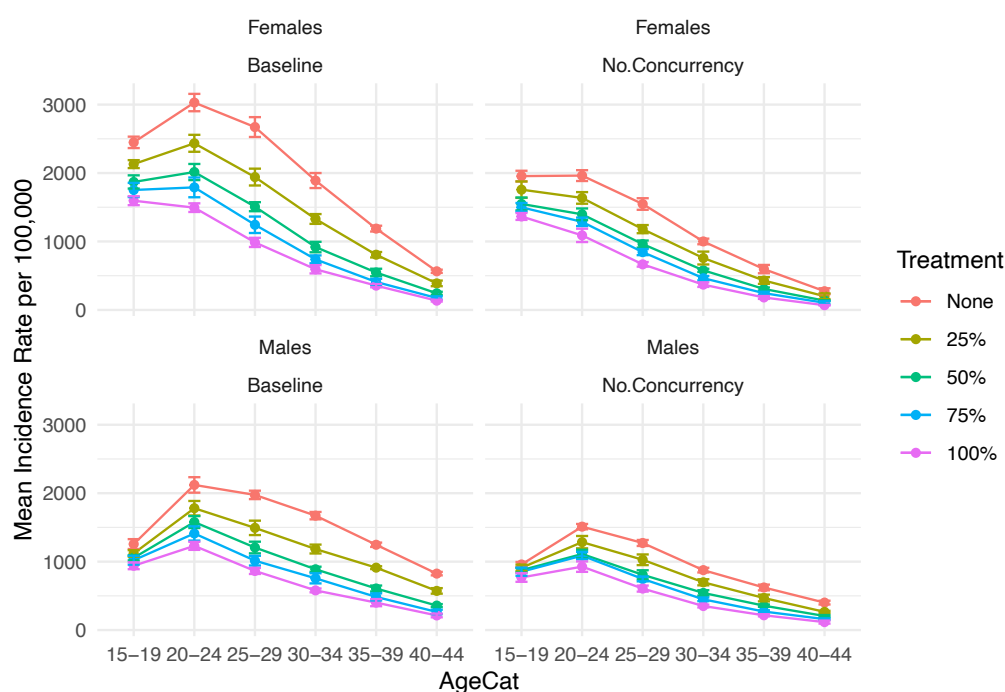 Females
Females
Baseline
No.Concurrency
3000
2000
1000
0
Males
Males
Baseline
No.Concurrency
3000
2000
1000
0
15−19 20−24 25−29 30−34 35−39 40−44
15−19 20−24 25−29 30−34 35−39 40−44
AgeCat
Mean Incidence Rate per 100,000
Treatment
None
25%
50%
75%
100%